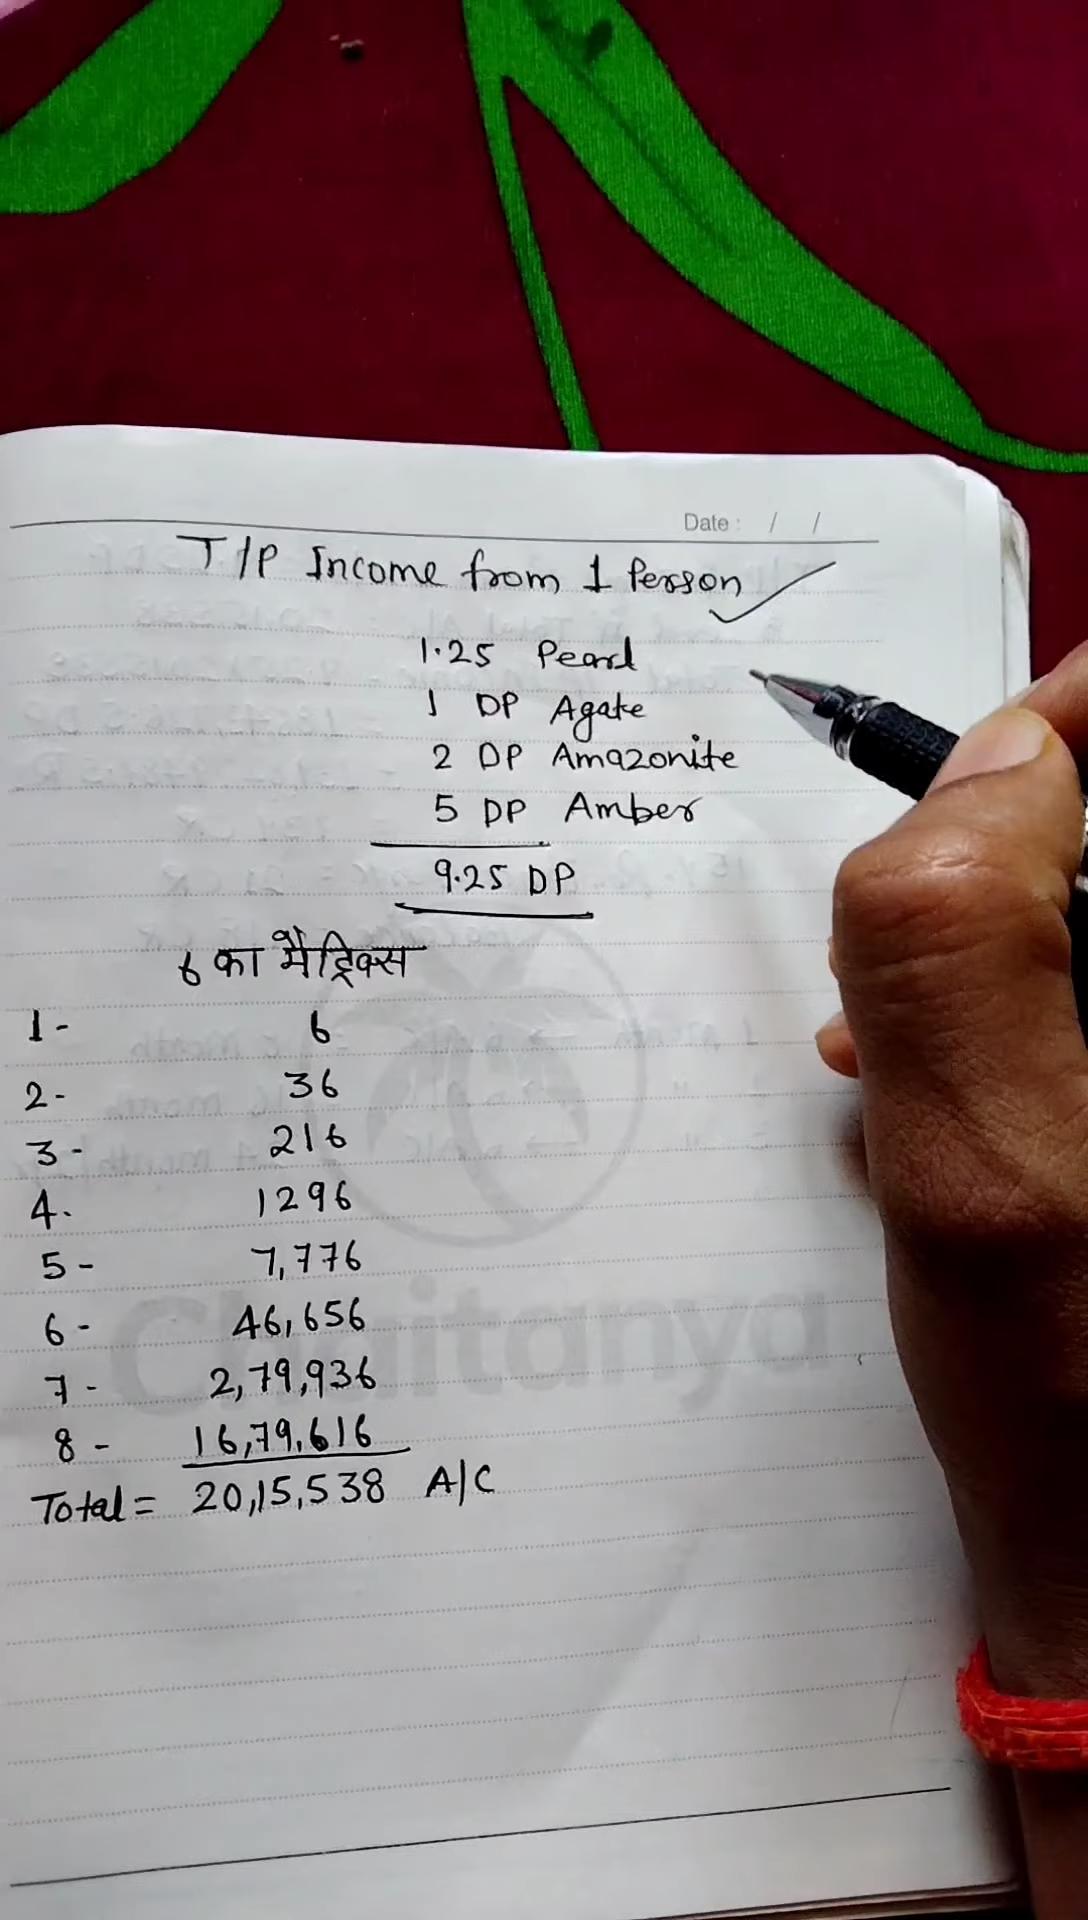 Date : / /
T/P Income from 1 Person
1.25 Pearl
1 DP Agate
2 DP Amazonite
5 DP Amber
9.25 DP
6 का मैट्रिक्स
1- 6
2- 36
3- 216
4. 1296
5- 7,776
6- 46,656
7- 2,79,936
8- 16,79,616
Total = 20,15,538 A/C
Chaitanya